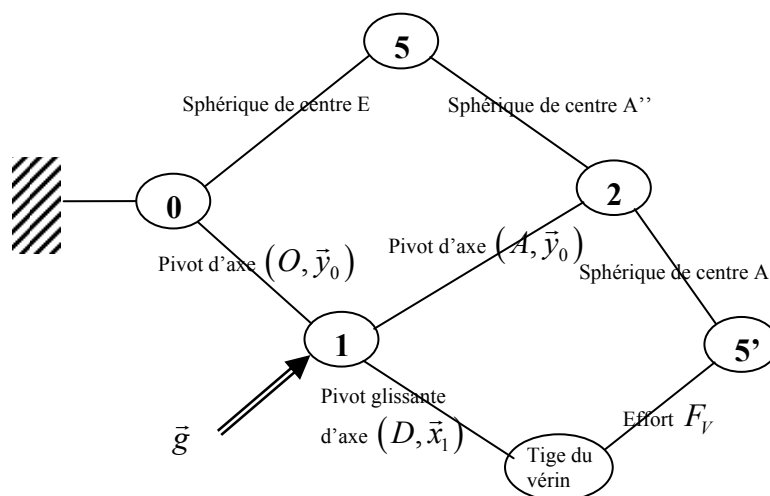 5
Sphérique de centre E
Sphérique de centre A’’
0
2
Pivot d’axe (O, y⃗₀)
Pivot d’axe (A, y⃗₀)
Sphérique de centre A
1
5’
g⃗
Pivot glissante
d’axe (D, x⃗₁)
Effort F_V
Tige du
vérin